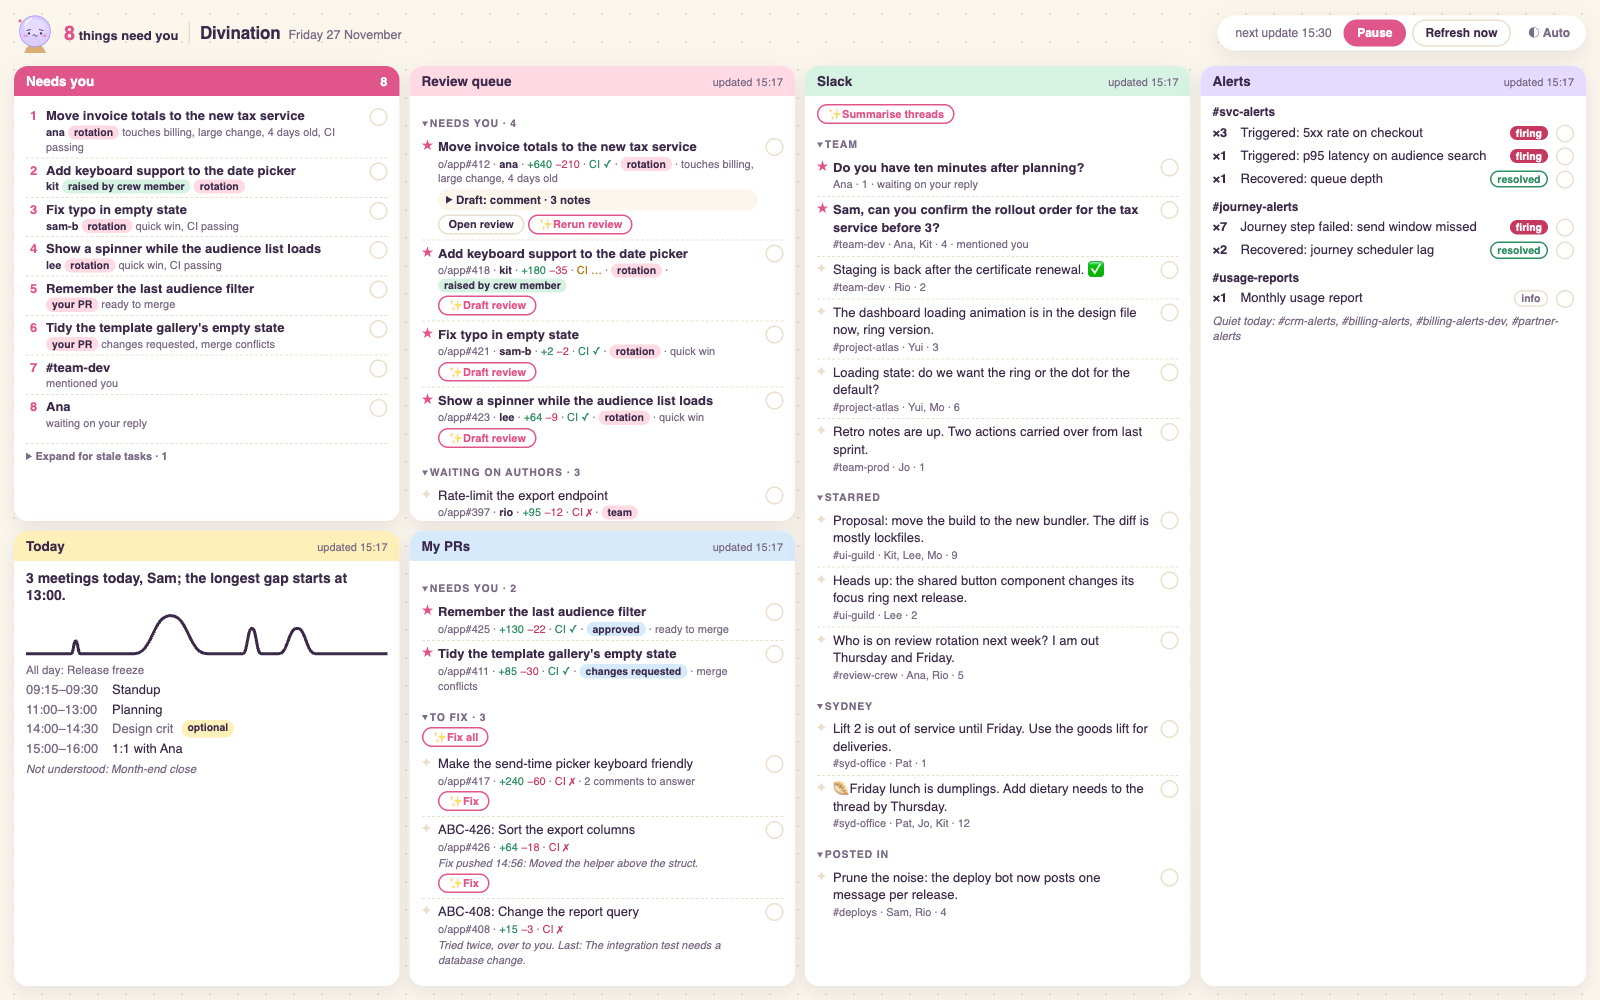 8 things need you
Divination Friday 27 November
next update 15:30 Pause Refresh now Auto
Needs you 8
1 Move invoice totals to the new tax service
ana rotation touches billing, large change, 4 days old, CI
passing
2 Add keyboard support to the date picker
kit raised by crew member rotation
3 Fix typo in empty state
sam-b rotation quick win, CI passing
4 Show a spinner while the audience list loads
lee rotation quick win, CI passing
5 Remember the last audience filter
your PR ready to merge
6 Tidy the template gallery's empty state
your PR changes requested, merge conflicts
7 #team-dev
mentioned you
8 Ana
waiting on your reply
▸ Expand for stale tasks · 1
Today updated 15:17
3 meetings today, Sam; the longest gap starts at
13:00.
All day: Release freeze
09:15–09:30 Standup
11:00–13:00 Planning
14:00–14:30 Design crit optional
15:00–16:00 1:1 with Ana
Not understood: Month-end close
Review queue updated 15:17
▾NEEDS YOU · 4
★ Move invoice totals to the new tax service
o/app#412 · ana · +640 −210 · CI ✓ · rotation · touches billing,
large change, 4 days old
▸ Draft: comment · 3 notes
Open review ✨Rerun review
★ Add keyboard support to the date picker
o/app#418 · kit · +180 −35 · CI … · rotation ·
raised by crew member
✨Draft review
★ Fix typo in empty state
o/app#421 · sam-b · +2 −2 · CI ✓ · rotation · quick win
✨Draft review
★ Show a spinner while the audience list loads
o/app#423 · lee · +64 −9 · CI ✓ · rotation · quick win
✨Draft review
▾WAITING ON AUTHORS · 3
Rate-limit the export endpoint
o/app#397 · rio · +95 −12 · CI ✗ · team
My PRs updated 15:17
▾NEEDS YOU · 2
★ Remember the last audience filter
o/app#425 · +130 −22 · CI ✓ · approved · ready to merge
★ Tidy the template gallery's empty state
o/app#411 · +85 −30 · CI ✓ · changes requested · merge
conflicts
▾TO FIX · 3
✨Fix all
Make the send-time picker keyboard friendly
o/app#417 · +240 −60 · CI ✗ · 2 comments to answer
✨Fix
ABC-426: Sort the export columns
o/app#426 · +64 −18 · CI ✗
Fix pushed 14:56: Moved the helper above the struct.
✨Fix
ABC-408: Change the report query
o/app#408 · +15 −3 · CI ✗
Tried twice, over to you. Last: The integration test needs a
database change.
Slack updated 15:17
✨Summarise threads
▾TEAM
★ Do you have ten minutes after planning?
Ana · 1 · waiting on your reply
★ Sam, can you confirm the rollout order for the tax
service before 3?
#team-dev · Ana, Kit · 4 · mentioned you
Staging is back after the certificate renewal. ✅
#team-dev · Rio · 2
The dashboard loading animation is in the design file
now, ring version.
#project-atlas · Yui · 3
Loading state: do we want the ring or the dot for the
default?
#project-atlas · Yui, Mo · 6
Retro notes are up. Two actions carried over from last
sprint.
#team-prod · Jo · 1
▾STARRED
Proposal: move the build to the new bundler. The diff is
mostly lockfiles.
#ui-guild · Kit, Lee, Mo · 9
Heads up: the shared button component changes its
focus ring next release.
#ui-guild · Lee · 2
Who is on review rotation next week? I am out
Thursday and Friday.
#review-crew · Ana, Rio · 5
▾SYDNEY
Lift 2 is out of service until Friday. Use the goods lift for
deliveries.
#syd-office · Pat · 1
🥟Friday lunch is dumplings. Add dietary needs to the
thread by Thursday.
#syd-office · Pat, Jo, Kit · 12
▾POSTED IN
Prune the noise: the deploy bot now posts one
message per release.
#deploys · Sam, Rio · 4
Alerts updated 15:17
#svc-alerts
×3 Triggered: 5xx rate on checkout firing
×1 Triggered: p95 latency on audience search firing
×1 Recovered: queue depth resolved
#journey-alerts
×7 Journey step failed: send window missed firing
×2 Recovered: journey scheduler lag resolved
#usage-reports
×1 Monthly usage report info
Quiet today: #crm-alerts, #billing-alerts, #billing-alerts-dev, #partner-
alerts